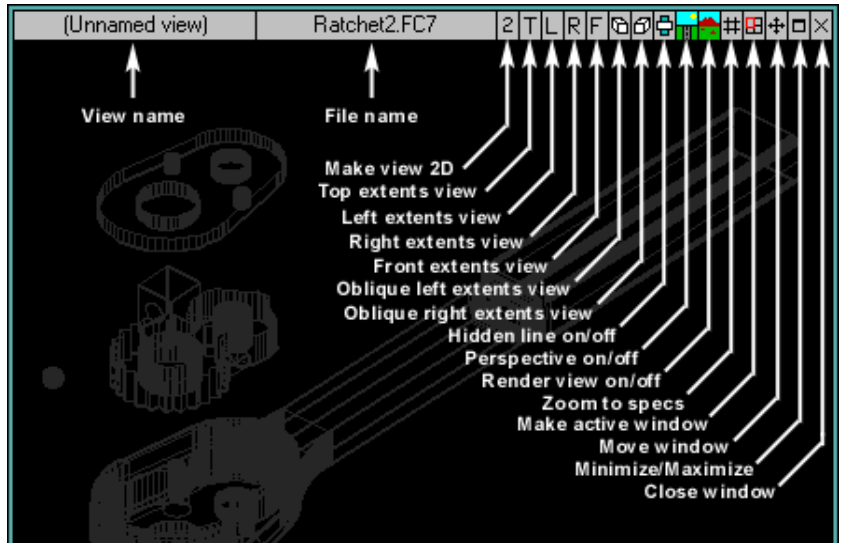 (Unnamed view) Ratchet2.FC7 2 T L R F
View name File name
Make view 2D
Top extents view
Left extents view
Right extents view
Front extents view
Oblique left extents view
Oblique right extents view
Hidden line on/off
Perspective on/off
Render view on/off
Zoom to specs
Make active window
Move window
Minimize/Maximize
Close window